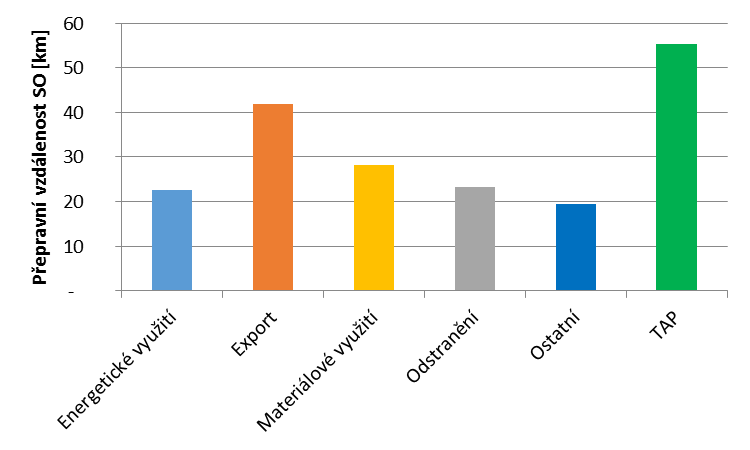 Přepravní vzdálenost SO [km]
60
50
40
30
20
10
-
Energetické využití
Export
Materiálové využití
Odstranění
Ostatní
TAP